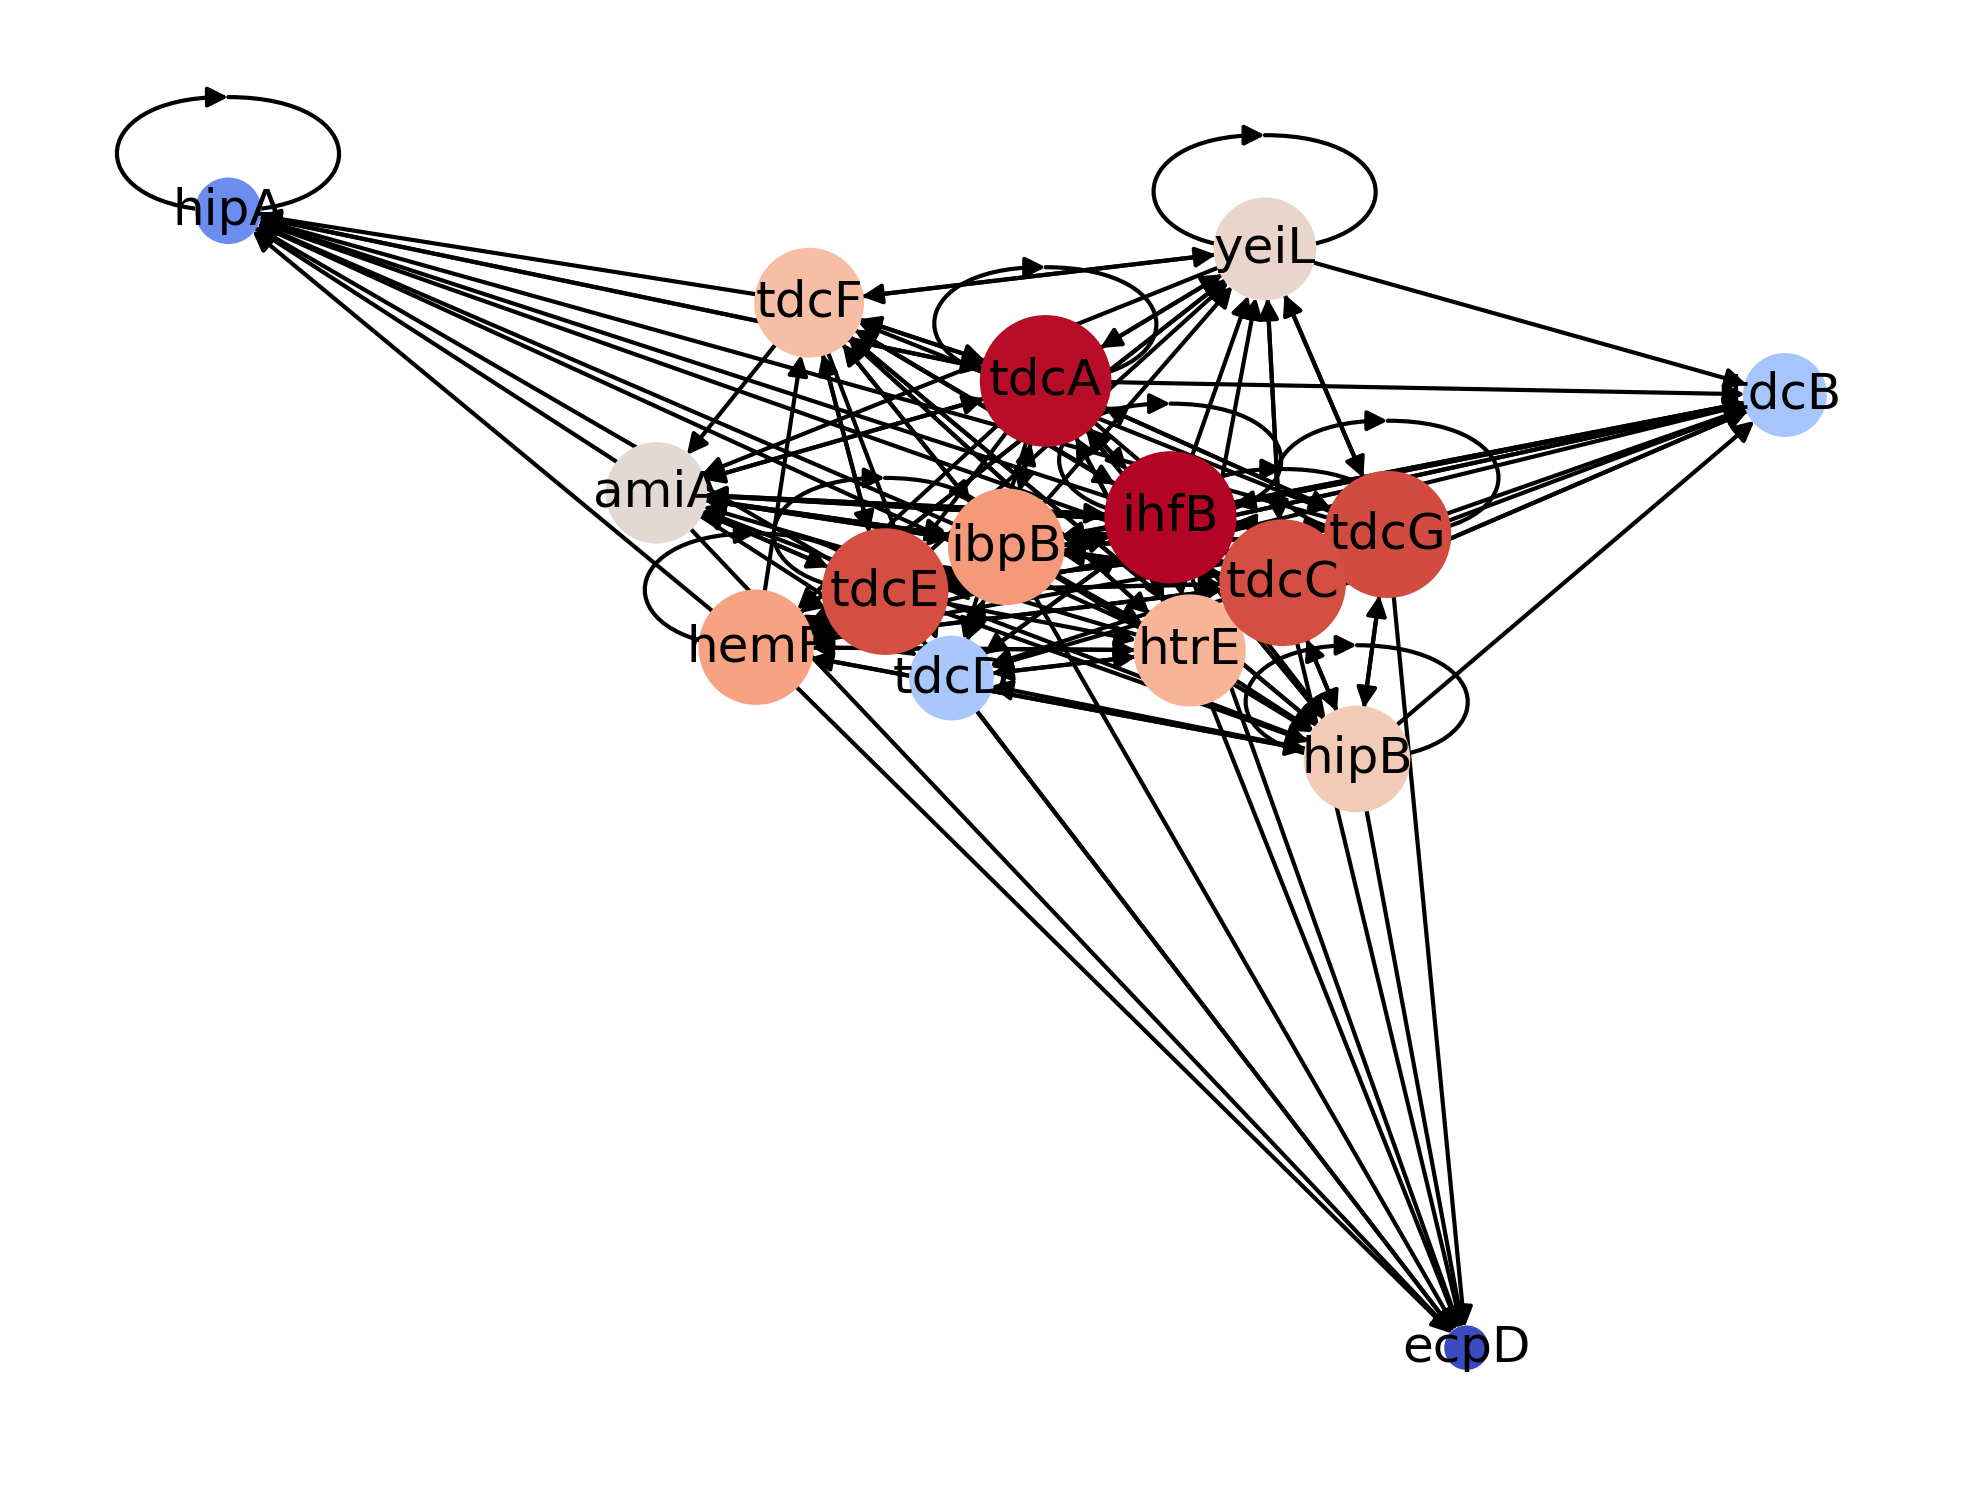 hipA
yeiL
tdcF
tdcA
tdcB
amiA
ihfB
tdcG
ibpB
tdcC
tdcE
hemF
htrE
tdcD
hipB
ecpD